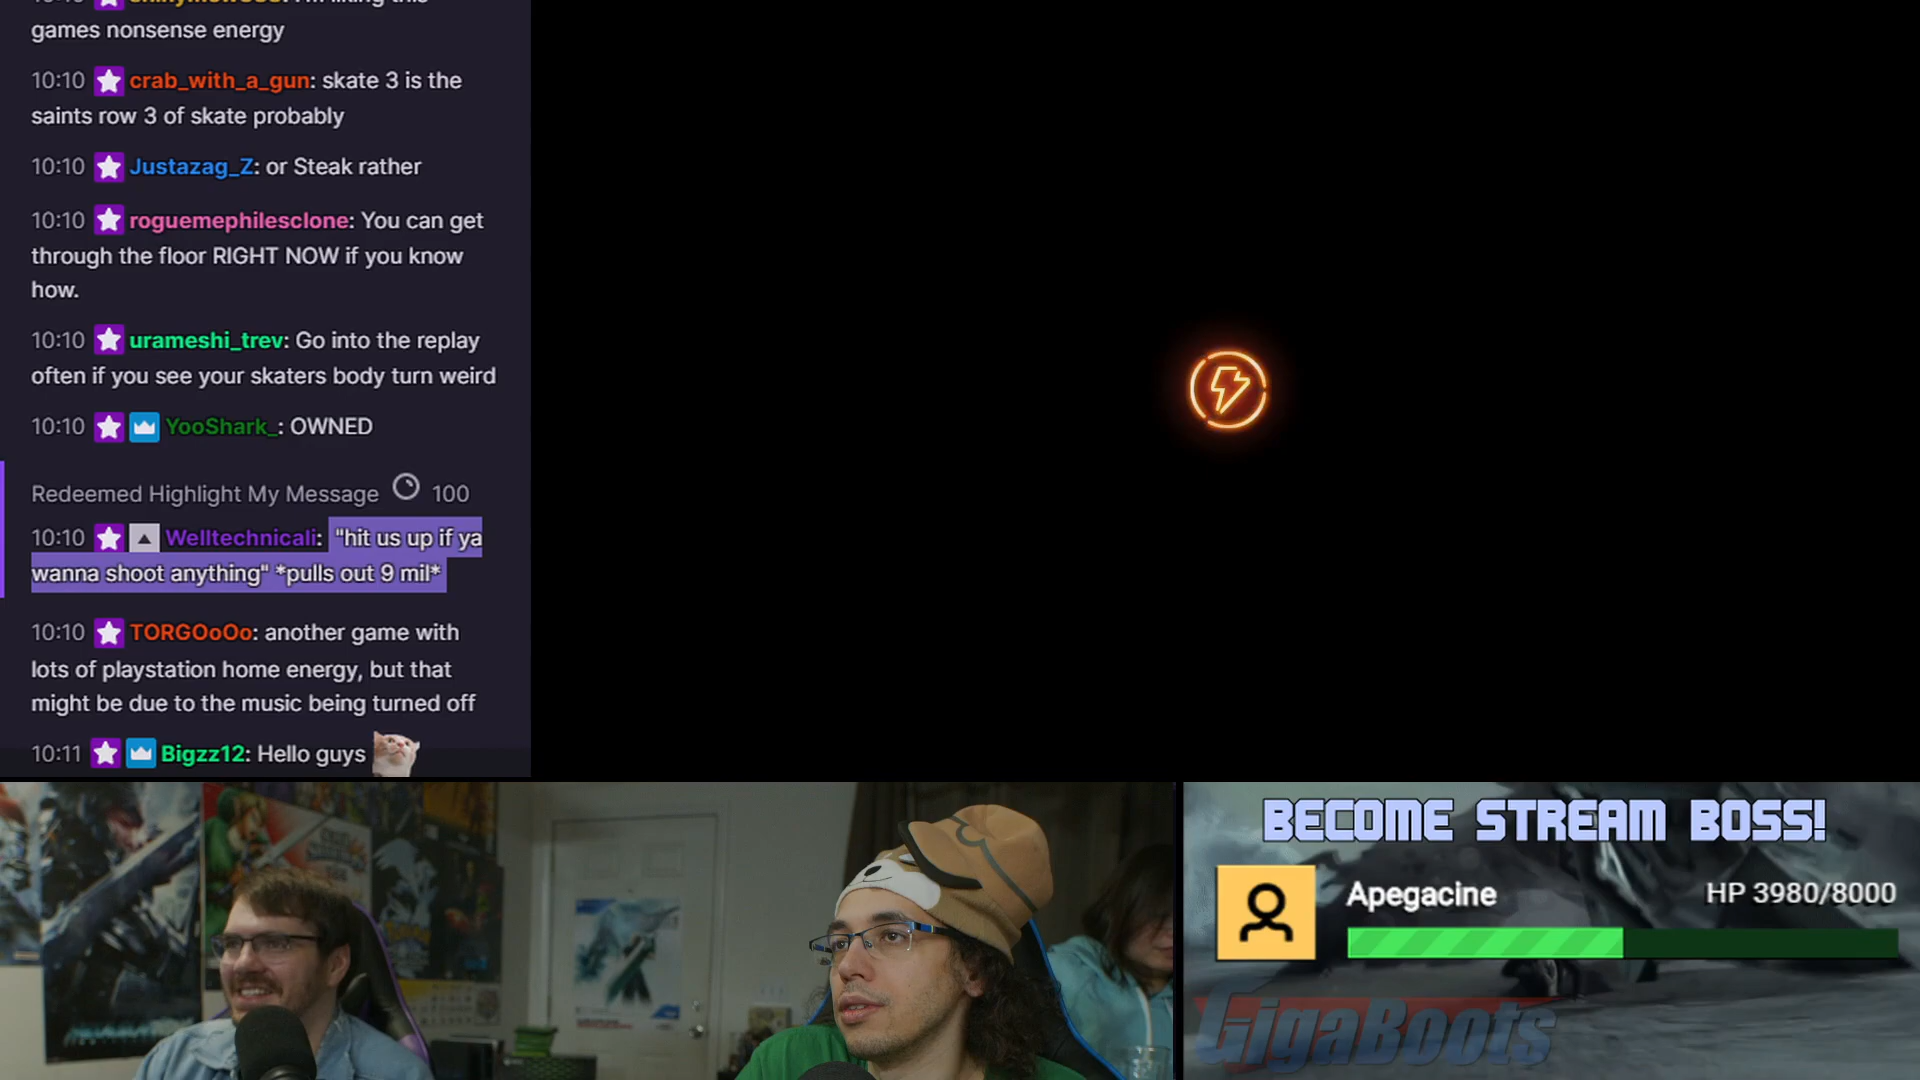 games nonsense energy
10:10 crab_with_a_gun: skate 3 is the
saints row 3 of skate probably
10:10 Justazag_Z: or Steak rather
10:10 roguemephilesclone: You can get
through the floor RIGHT NOW if you know
how.
10:10 urameshi_trev: Go into the replay
often if you see your skaters body turn weird
10:10 YooShark_: OWNED
Redeemed Highlight My Message 100
10:10 Welltechnicali: "hit us up if ya
wanna shoot anything" *pulls out 9 mil*
10:10 TORGOoOo: another game with
lots of playstation home energy, but that
might be due to the music being turned off
10:11 Bigzz12: Hello guys
BECOME STREAM BOSS!
Apegacine HP 3980/8000
GigaBoots